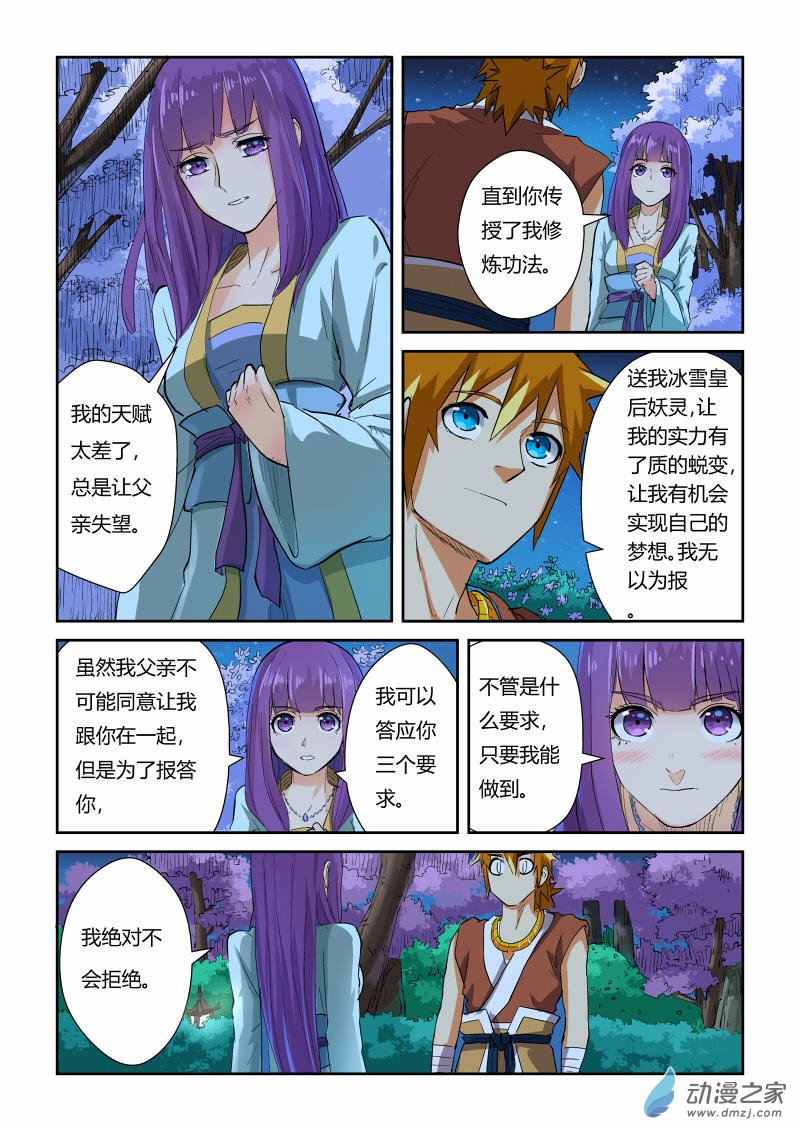 我的天赋
太差了，
总是让父
亲失望。
直到你传
授了我修
炼功法。
送我冰雪皇
后妖灵，让
我的实力有
了质的蜕变，
让我有机会
实现自己的
梦想。我无
以为报
。
虽然我父亲不
可能同意让我
跟你在一起，
但是为了报答
你，
我可以
答应你
三个要
求。
不管是什
么要求，
只要我能
做到。
我绝对不
会拒绝。
动漫之家
www.dmzj.com